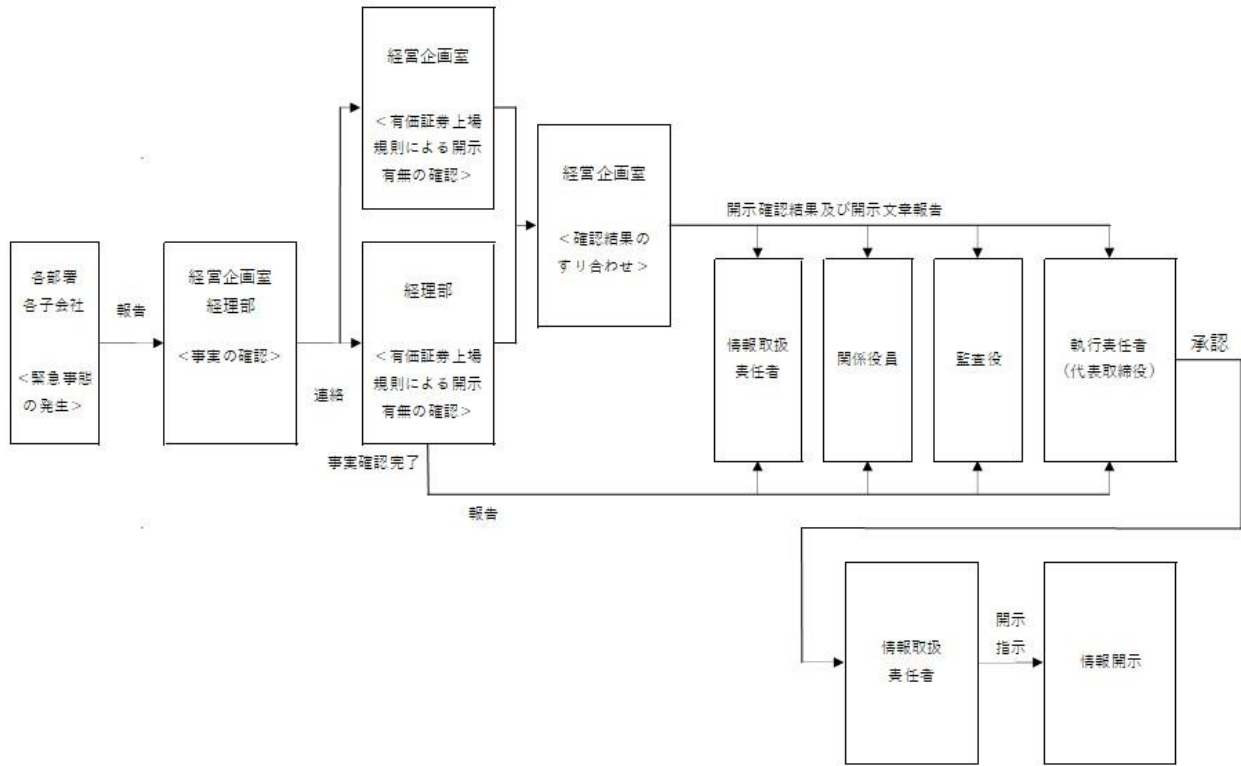 経営企画室
<有価証券上場
規則による開示
有無の確認>
経営企画室
<確認結果の
すり合わせ>
開示確認結果及び開示文章報告
各部署
各子会社
<緊急事態
の発生>
報告
経営企画室
経理部
<事実の確認>
連絡
経理部
<有価証券上場
規則による開示
有無の確認>
事実確認完了
報告
情報取扱
責任者
関係役員
監査役
執行責任者
(代表取締役)
承認
情報取扱
責任者
開示
指示
情報開示